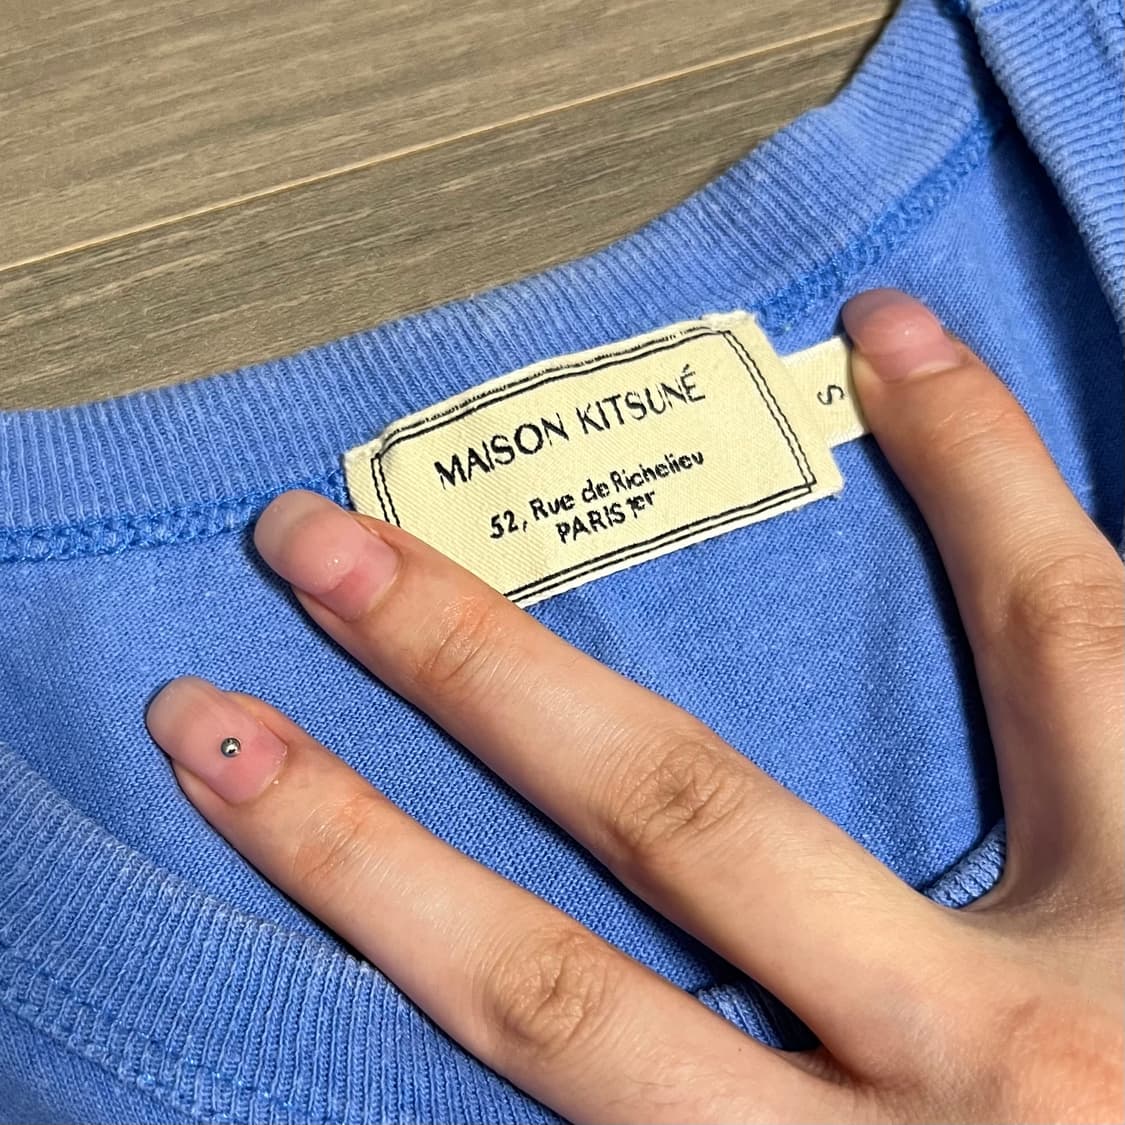 MAISON KITSUNÉ
52, Rue de Richelieu
PARIS 1er
S